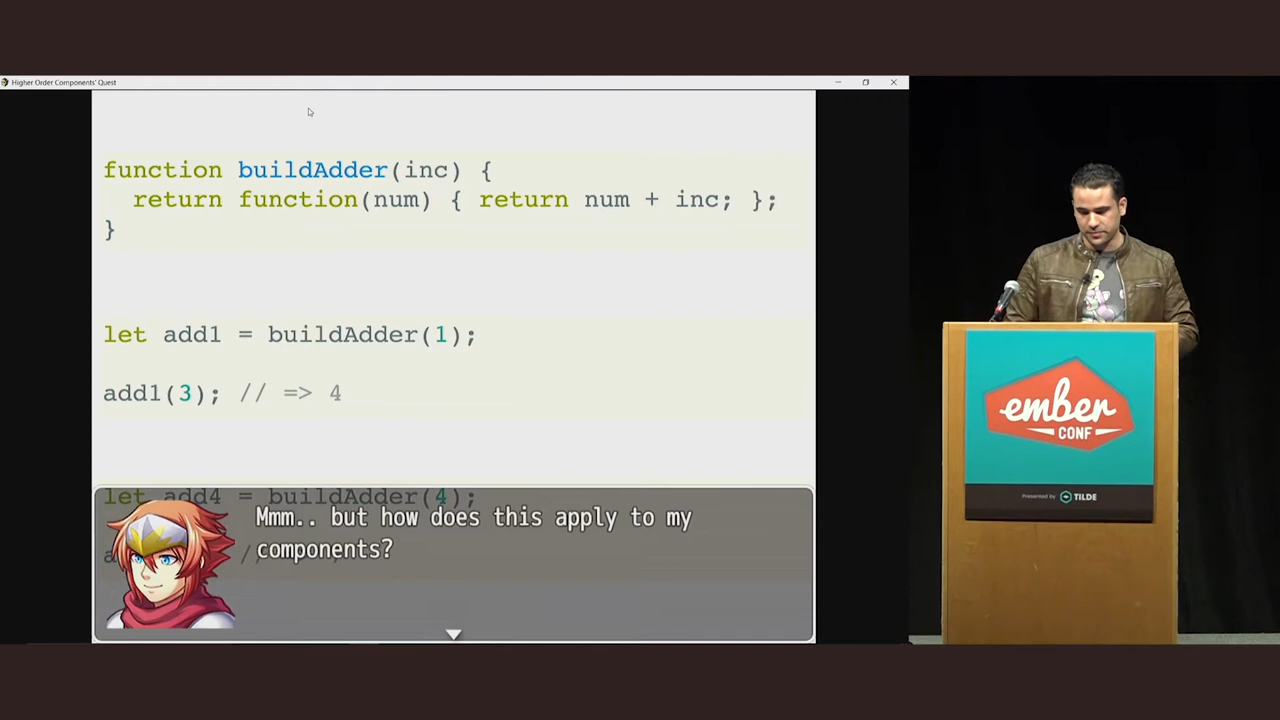 Higher Order Components' Quest
function buildAdder(inc) {
return function(num) { return num + inc; };
}
let add1 = buildAdder(1);
add1(3); // => 4
let add4 = buildAdder(4);
Mmm.. but how does this apply to my
components?
ember
CONF
Presented by TILDE